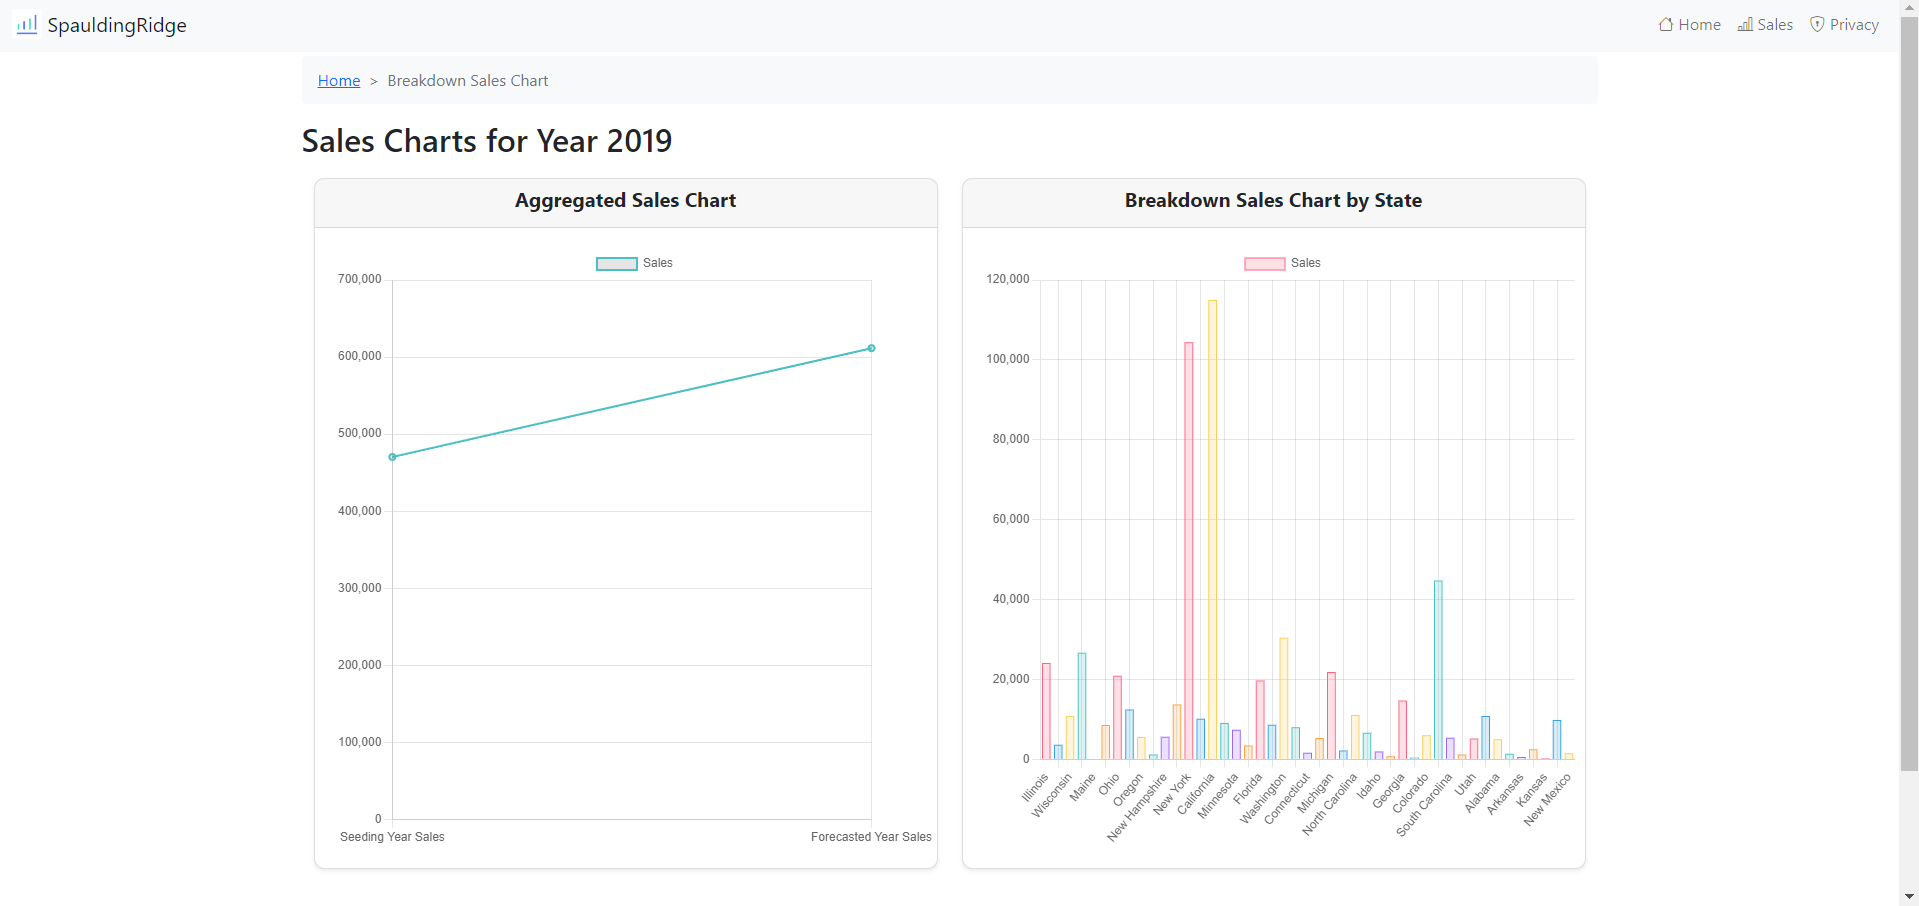 SpauldingRidge
Home Sales Privacy
Home > Breakdown Sales Chart
Sales Charts for Year 2019
Aggregated Sales Chart
Sales
700,000
600,000
500,000
400,000
300,000
200,000
100,000
0
Seeding Year Sales
Forecasted Year Sales
Breakdown Sales Chart by State
Sales
120,000
100,000
80,000
60,000
40,000
20,000
0
Illinois
Wisconsin
Maine
Ohio
Oregon
New Hampshire
New York
California
Minnesota
Florida
Washington
Connecticut
Michigan
North Carolina
Idaho
Georgia
Colorado
South Carolina
Utah
Alabama
Arkansas
Kansas
New Mexico